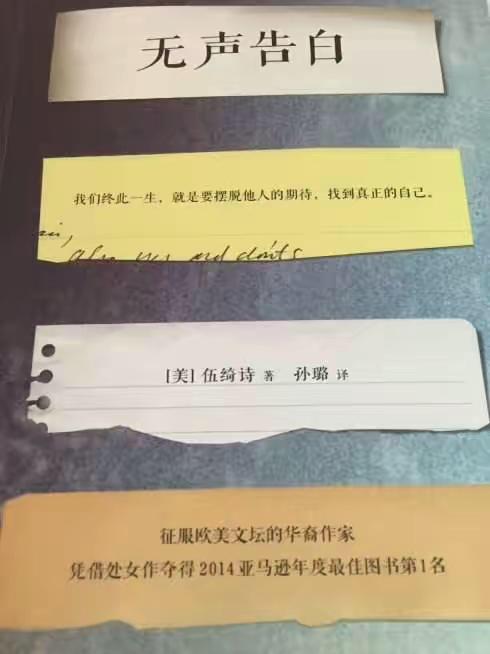 无声告白
我们终此一生，就是要摆脱他人的期待，找到真正的自己。
and don'ts
[美] 伍绮诗 著 孙璐 译
征服欧美文坛的华裔作家
凭借处女作夺得2014亚马逊年度最佳图书第1名